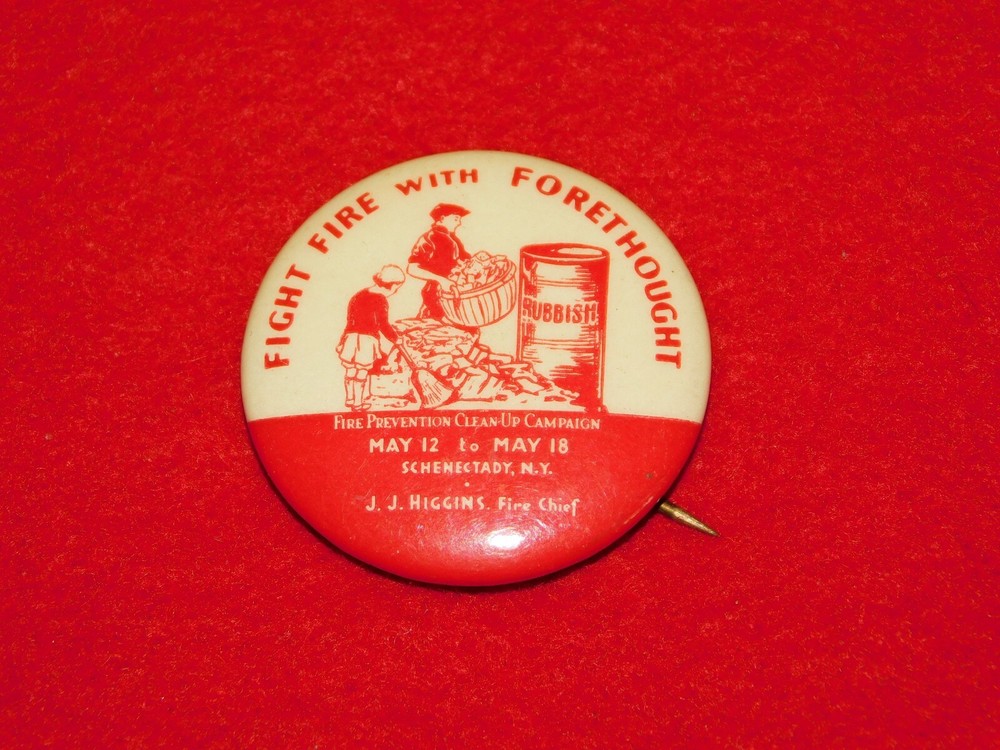 FIGHT FIRE WITH FORETHOUGHT
RUBBISH
FIRE PREVENTION CLEAN-UP CAMPAIGN
MAY 12 to MAY 18
SCHENECTADY, N.Y.
J. J. HIGGINS. Fire Chief